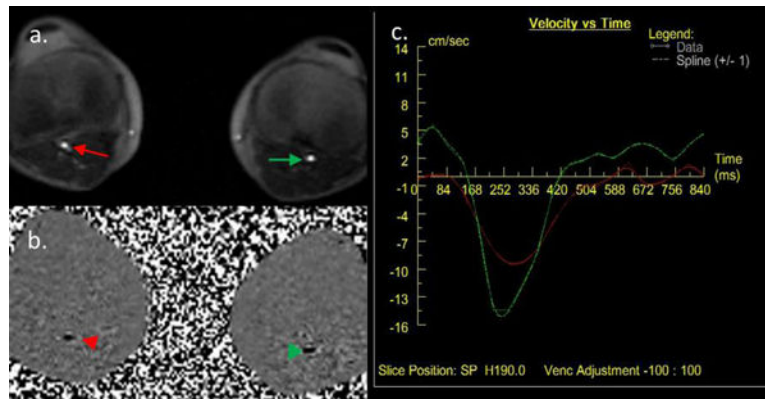 a.
b.
c.
Velocity vs Time
cm/sec
Legend:
Data
Spline (+/- 1)
14
11
8
5
2
-1
-4
-7
-10
-13
-16
Time
(ms)
0 84 168 252 336 420 504 588 672 756 840
Slice Position: SP H190.0 Venc Adjustment -100 : 100